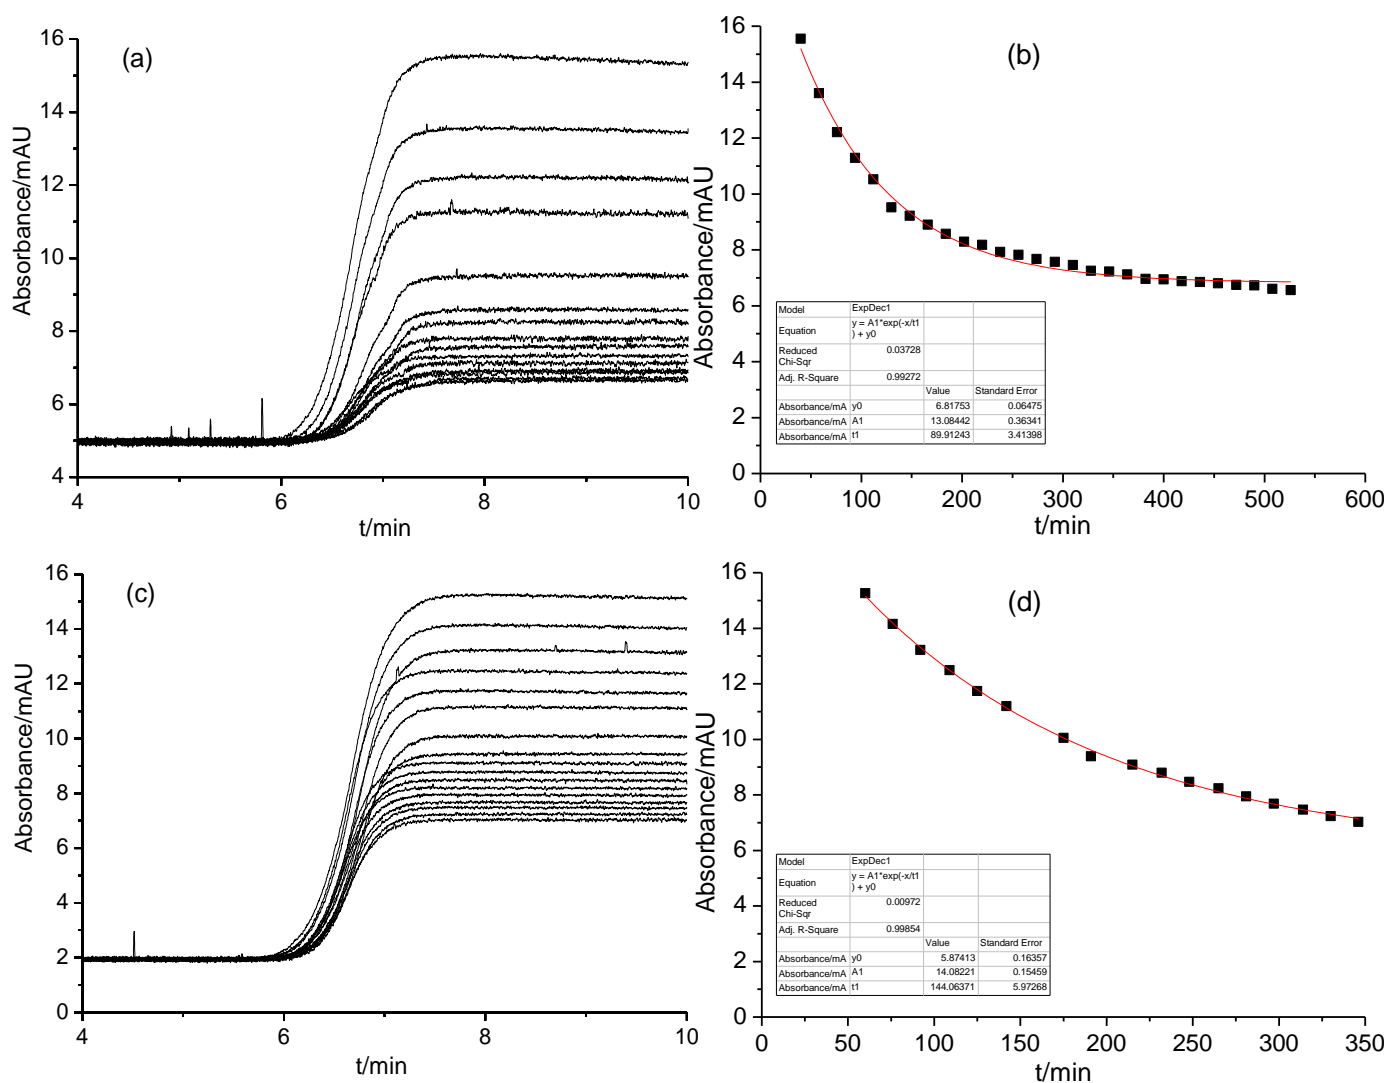 (a)
16
14
12
10
8
6
4
Absorbance/mAU
4
6
8
10
t/min
(b)
16
14
12
10
8
6
4
2
0
Absorbance/mAU
0
100
200
300
400
500
600
t/min
Model ExpDec1
Equation y = A1*exp(-x/t1
) + y0
Reduced
Chi-Sqr 0.03728
Adj. R-Square 0.99272
Value Standard Error
Absorbance/mA y0 6.81753 0.06475
Absorbance/mA A1 13.08442 0.36341
Absorbance/mA t1 89.91243 3.41398
(c)
16
14
12
10
8
6
4
2
0
Absorbance/mAU
4
6
8
10
t/min
(d)
16
14
12
10
8
6
4
2
0
Absorbance/mAU
0
50
100
150
200
250
300
350
t/min
Model ExpDec1
Equation y = A1*exp(-x/t1
) + y0
Reduced
Chi-Sqr 0.00972
Adj. R-Square 0.99854
Value Standard Error
Absorbance/mA y0 5.87413 0.16357
Absorbance/mA A1 14.08221 0.15459
Absorbance/mA t1 144.06371 5.97268